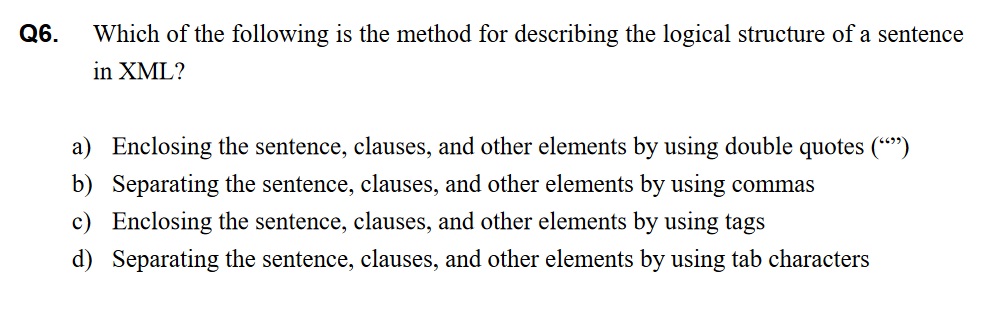 Q6. Which of the following is the method for describing the logical structure of a sentence
in XML?
a) Enclosing the sentence, clauses, and other elements by using double quotes (“”)
b) Separating the sentence, clauses, and other elements by using commas
c) Enclosing the sentence, clauses, and other elements by using tags
d) Separating the sentence, clauses, and other elements by using tab characters